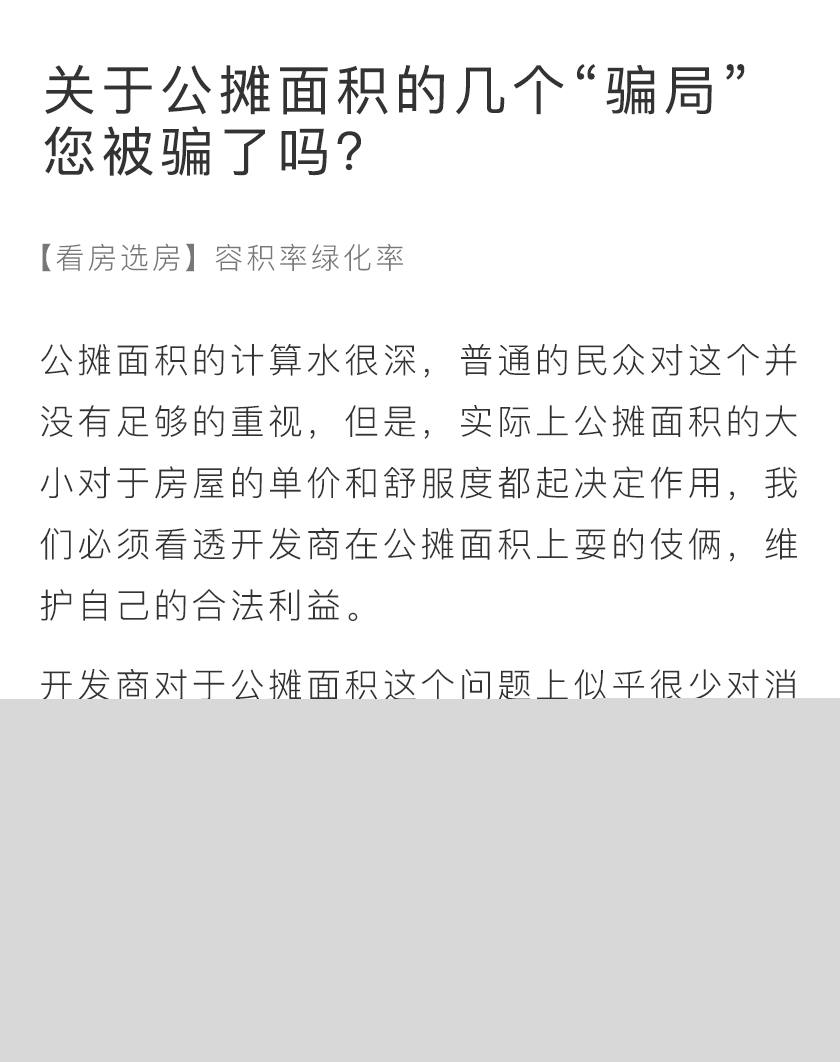 关于公摊面积的几个“骗局”
您被骗了吗?
【看房选房】容积率绿化率
公摊面积的计算水很深，普通的民众对这个并
没有足够的重视，但是，实际上公摊面积的大
小对于房屋的单价和舒服度都起决定作用，我
们必须看透开发商在公摊面积上耍的伎俩，维
护自己的合法利益。
开发商对于公摊面积这个问题上似乎很少对消